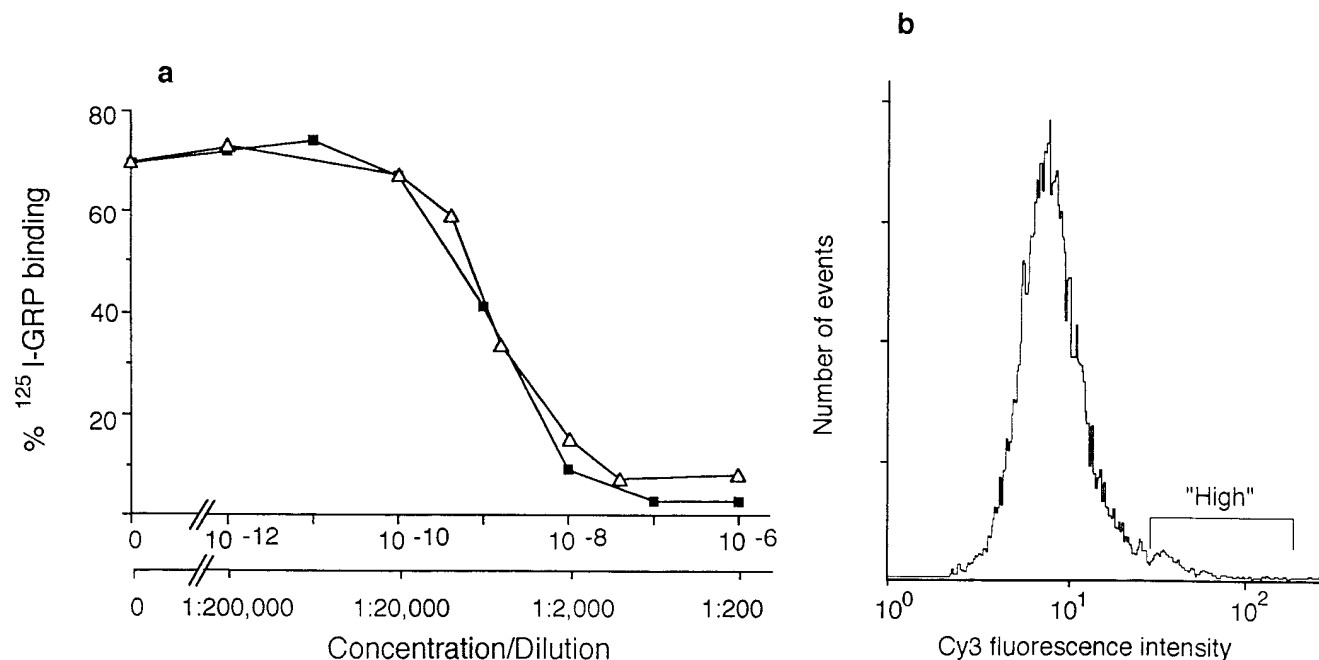 a
80
60
40
20
% 125 I-GRP binding
0 10 -12 10 -10 10 -8 10 -6
0 1:200,000 1:20,000 1:2,000 1:200
Concentration/Dilution
b
Number of events
"High"
100 101 102
Cy3 fluorescence intensity